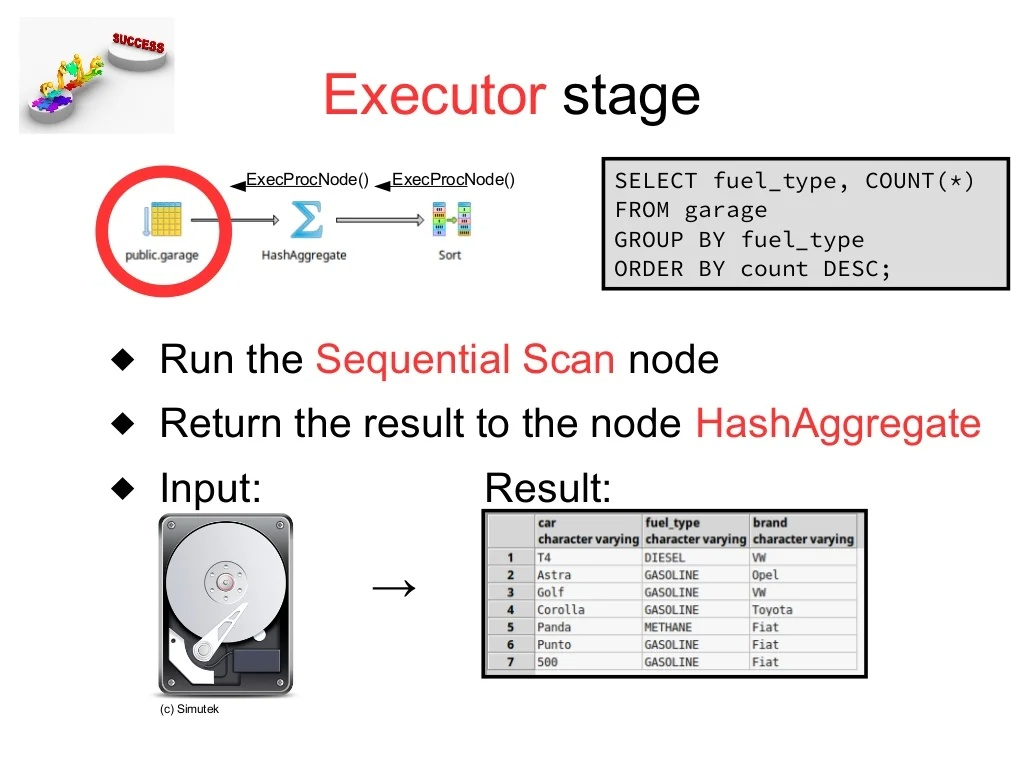 SUCCESS
Executor stage
ExecProcNode() ExecProcNode()
public.garage HashAggregate Sort
SELECT fuel_type, COUNT(*)
FROM garage
GROUP BY fuel_type
ORDER BY count DESC;
Run the Sequential Scan node
Return the result to the node HashAggregate
Input: Result:
car fuel_type brand
character varying character varying character varying
1 T4 DIESEL VW
2 Astra GASOLINE Opel
3 Golf GASOLINE VW
4 Corolla GASOLINE Toyota
5 Panda METHANE Fiat
6 Punto GASOLINE Fiat
7 500 GASOLINE Fiat
(c) Simutek